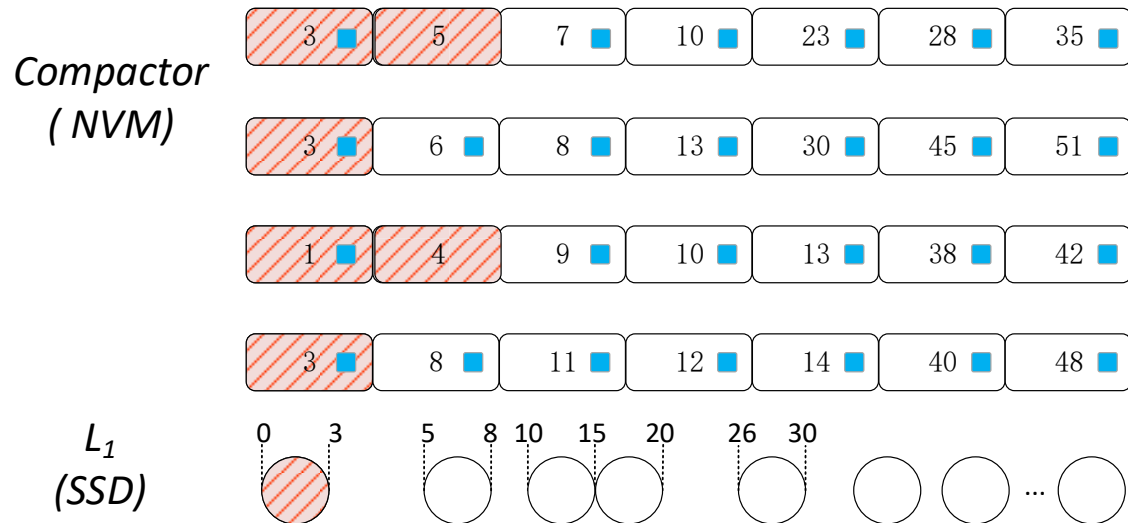 Compactor
( NVM)
3 5 7 10 23 28 35
3 6 8 13 30 45 51
1 4 9 10 13 38 42
3 8 11 12 14 40 48
L1
(SSD)
0 3 5 8 10 15 20 26 30
...